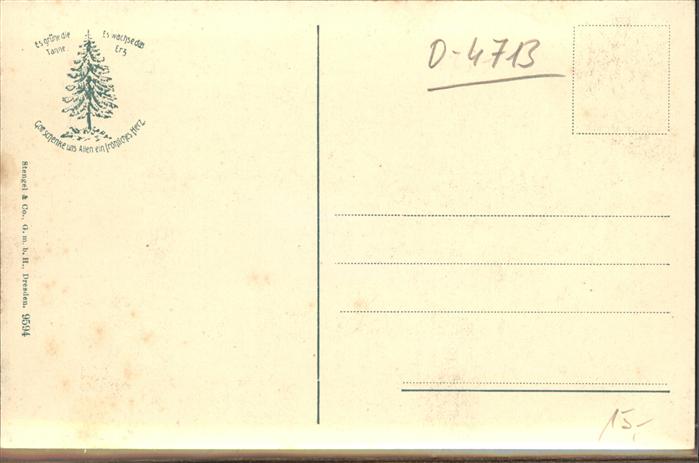 Es grüne die Tanne.
Es wachse das Erz
Gott schenke uns Allen ein fröhliches Herz.
Stengel & Co., G. m. b. H., Dresden. 9594
D-4713
15,-